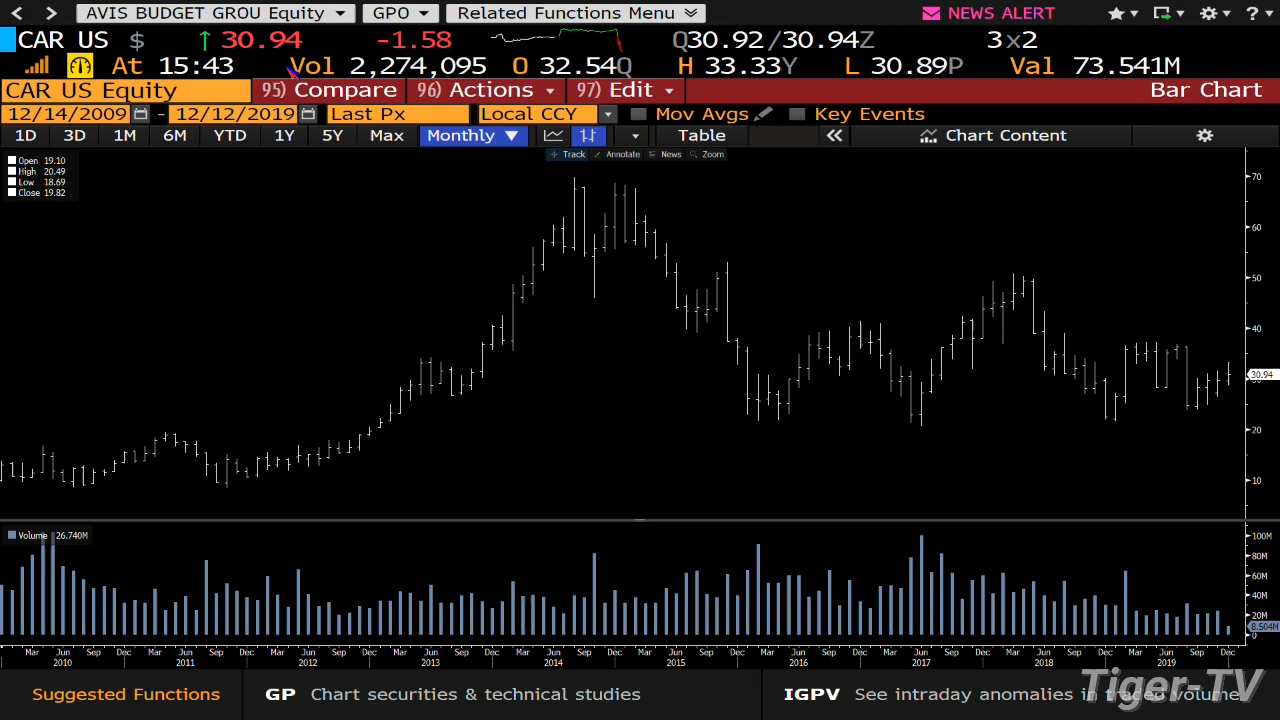 AVIS BUDGET GROU Equity GPO Related Functions Menu NEWS ALERT ?
CAR US $ ↑ 30.94 -1.58 Q30.92/30.94Z 3x2
At 15:43 Vol 2,274,095 O 32.54Q H 33.33Y L 30.89P Val 73.541M
CAR US Equity 95) Compare 96) Actions 97) Edit Bar Chart
12/14/2009 - 12/12/2019 Last Px Local CCY Mov Avgs Key Events
1D 3D 1M 6M YTD 1Y 5Y Max Monthly ▼ Table « Chart Content
Track Annotate News Zoom
Open 19.10
High 20.49
Low 18.69
Close 19.82
70
60
50
40
30.94
30
20
10
Volume 26.740M
100M
80M
60M
40M
20M
8.504M
0
Mar Jun Sep Dec Mar Jun Sep Dec Mar Jun Sep Dec Mar Jun Sep Dec Mar Jun Sep Dec Mar Jun Sep Dec Mar Jun Sep Dec Mar Jun Sep Dec Mar Jun Sep Dec Mar Jun Sep Dec
2010 2011 2012 2013 2014 2015 2016 2017 2018 2019
Suggested Functions GP Chart securities & technical studies IGPV See intraday anomalies in traded volume
Tiger-TV